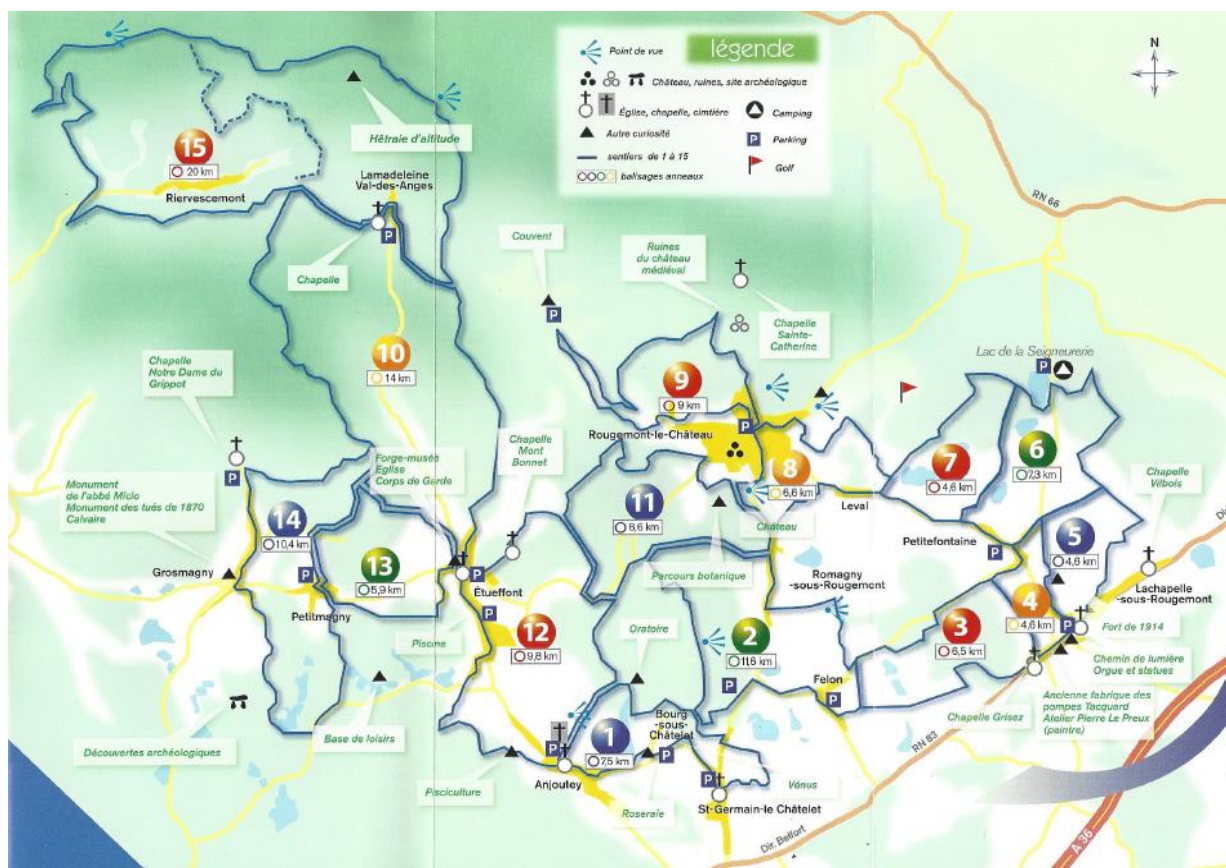 légende
Point de vue
Château, ruines, site archéologique
Église, chapelle, cimtière
Autre curiosité
sentiers de 1 à 15
balisages anneaux
Camping
P
Parking
Golf
N
RN 66
Hêtraie d'altitude
15
20 km
Riervescemont
Lamadeleine
Val-des-Anges
P
Chapelle
Couvent
P
Ruines
du château
médiéval
Chapelle
Sainte-
Catherine
Lac de la Seigneurerie
P
10
14 km
9
9 km
Rougemont-le-Château
P
Chapelle
Notre Dame du
Grippot
P
Forge-musée
Eglise
Corps de Garde
Chapelle
Mont
Bonnet
7
4,6 km
6
7,3 km
Chapelle
Vilbois
Monument
de l'abbé Miclo
Monument des tués de 1870
Calvaire
14
10,4 km
11
8,6 km
8
6,6 km
Leval
Château
Petitefontaine
P
5
4,6 km
Grosmagny
P
13
5,9 km
Petitmagny
P
Étueffont
P
Parcours botanique
Romagny
-sous-Rougemont
Lachapelle
-sous-Rougemont
4
4,6 km
P
Fort de 1914
Piscine
12
9,8 km
Oratoire
2
11,6 km
P
3
6,5 km
Felon
P
Chemin de lumière
Orgue et statues
Ancienne fabrique des
pompes Tacquard
Atelier Pierre Le Preux
(peintre)
Chapelle Grisez
Découvertes archéologiques
Base de loisirs
Bourg
-sous-
Châtelet
P
P
1
7,5 km
Anjoutey
Pisciculture
Roseraie
P
Vénus
St-Germain-le Châtelet
RN 83
Dir. Belfort
A 36